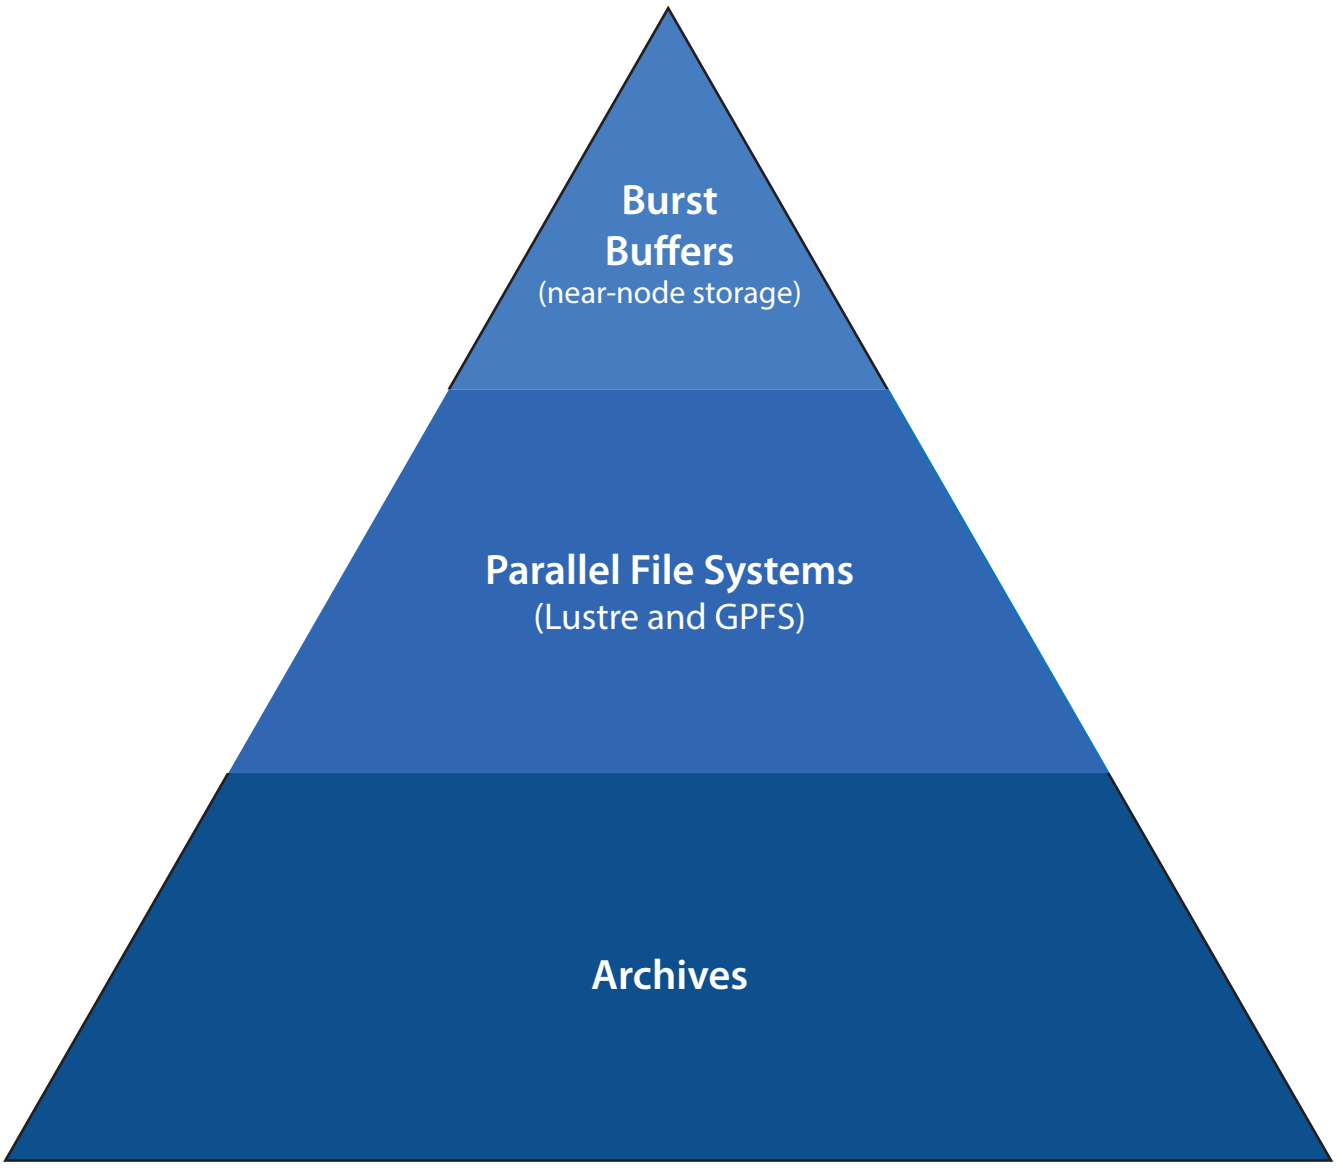 Burst
Buffers
(near-node storage)
Parallel File Systems
(Lustre and GPFS)
Archives